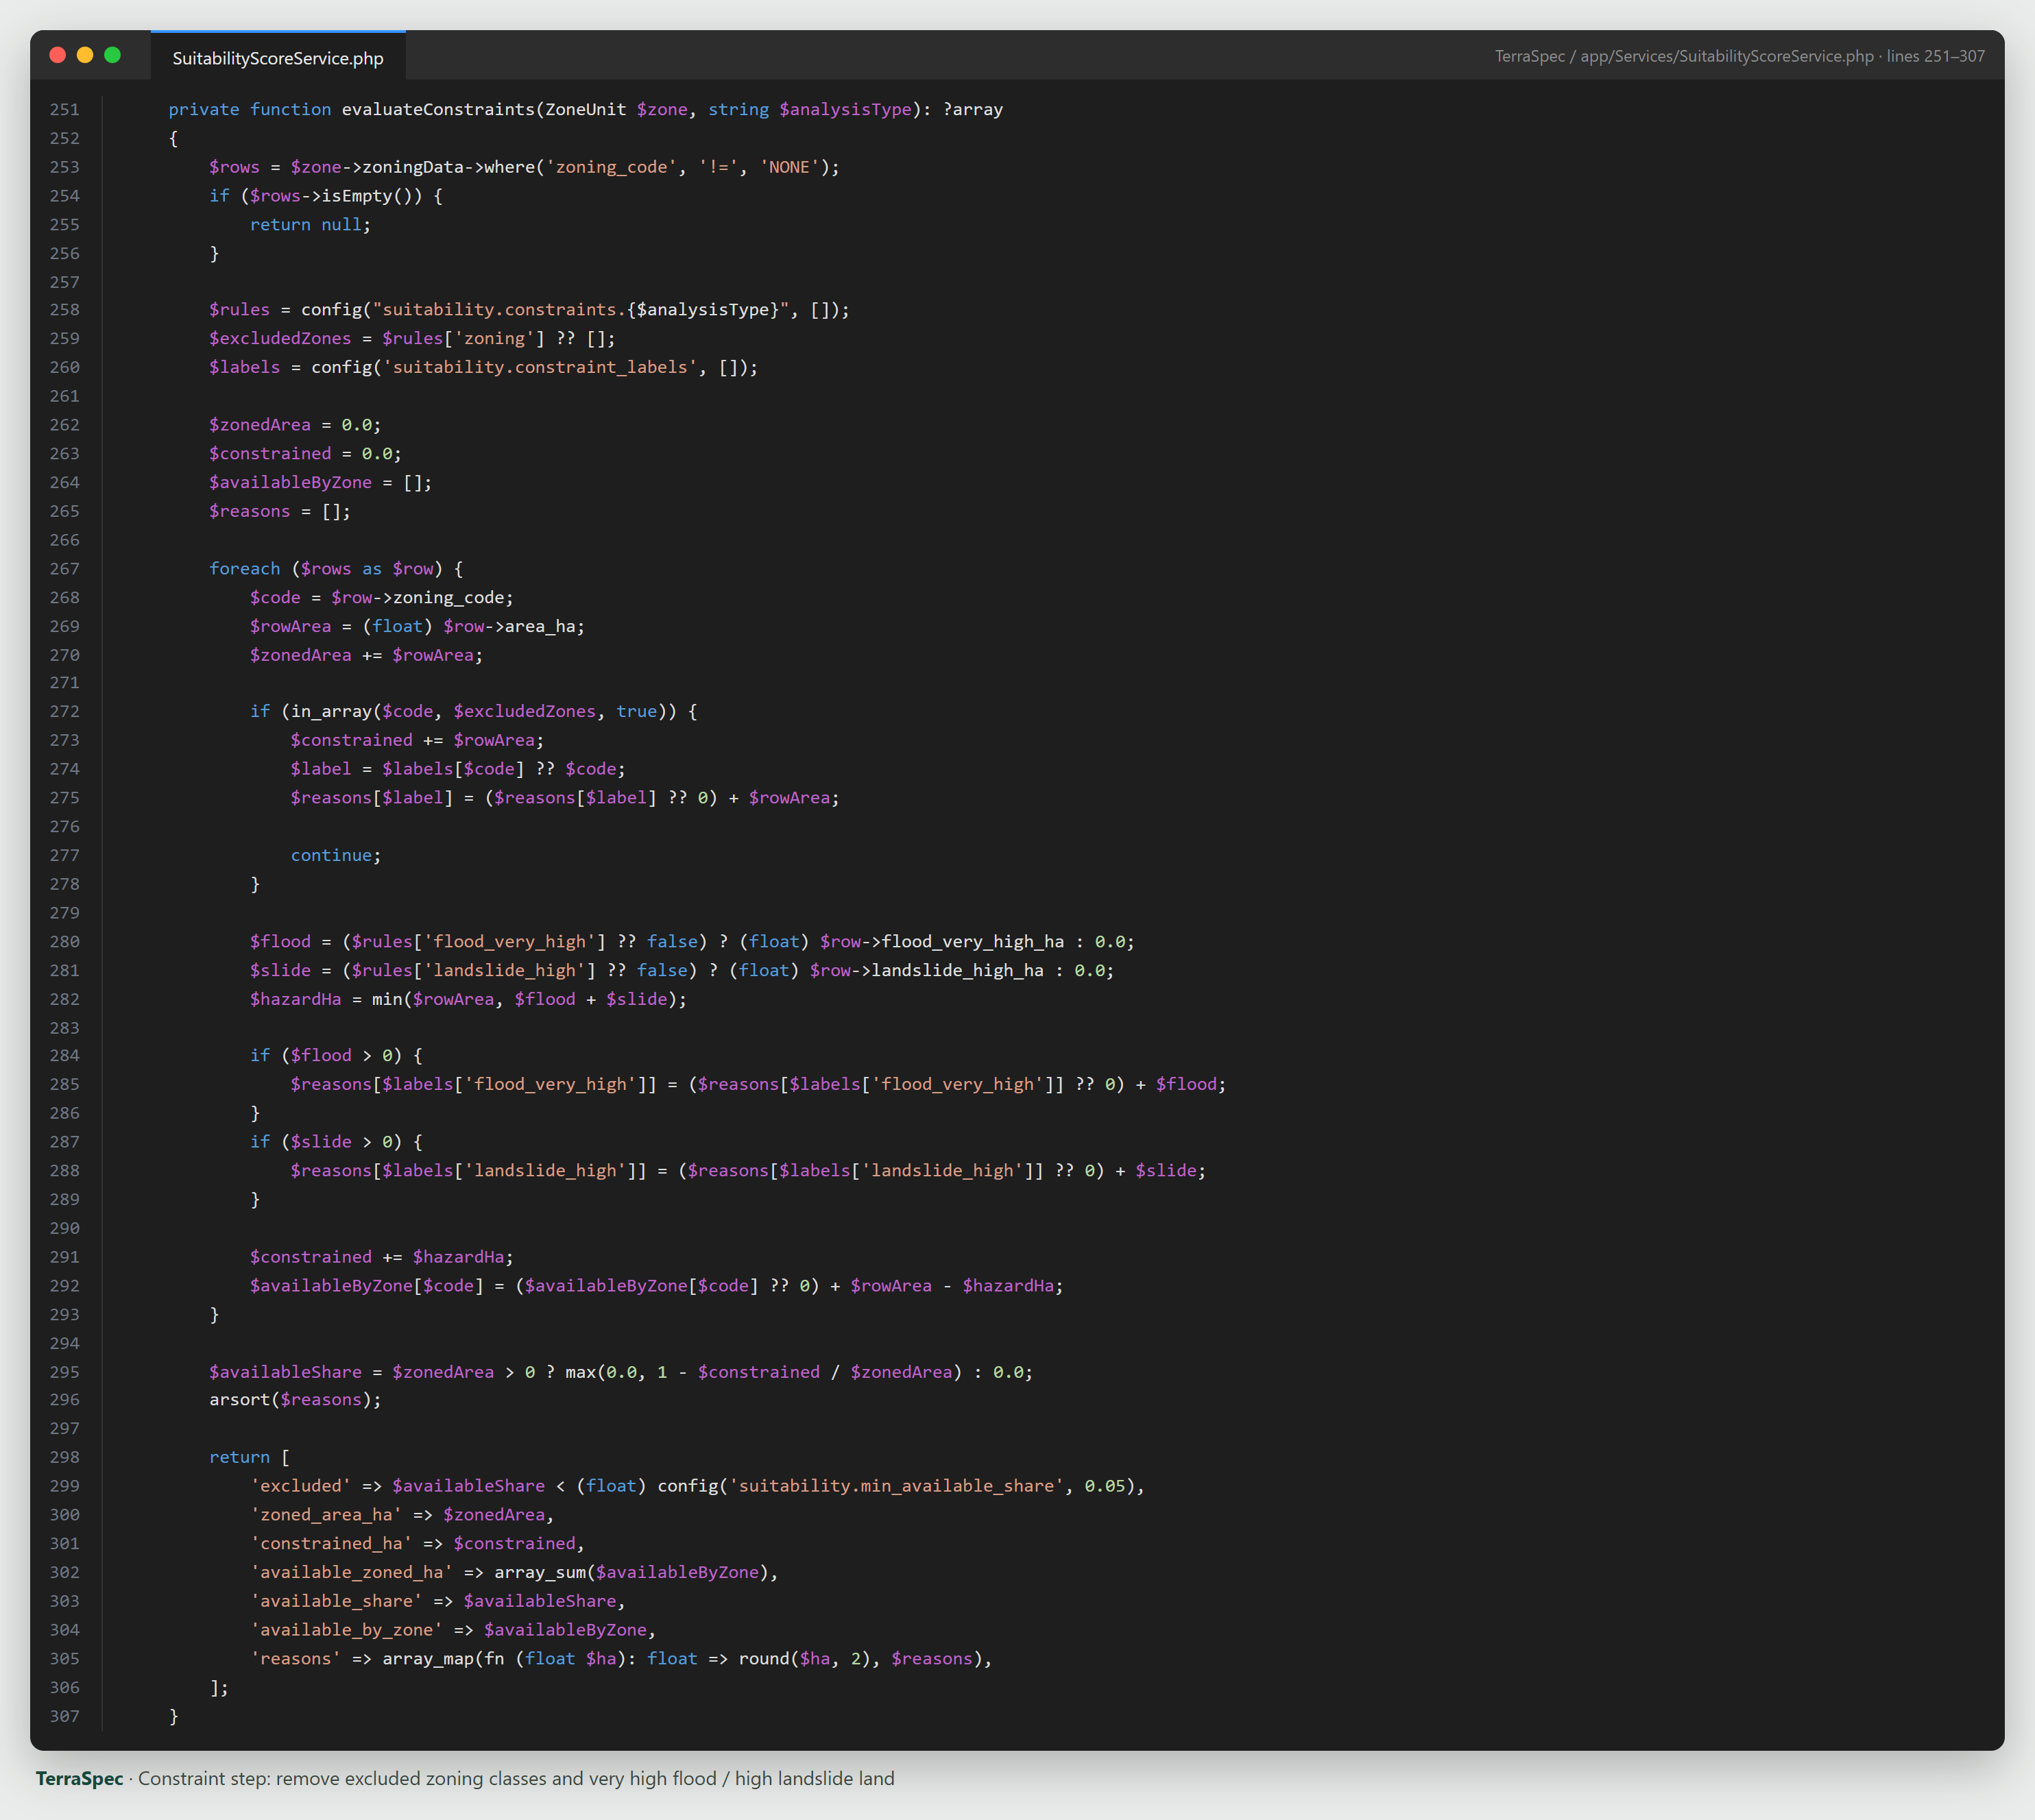 SuitabilityScoreService.php
TerraSpec / app/Services/SuitabilityScoreService.php · lines 251–307
251 private function evaluateConstraints(ZoneUnit $zone, string $analysisType): ?array
252 {
253 $rows = $zone->zoningData->where('zoning_code', '!=', 'NONE');
254 if ($rows->isEmpty()) {
255 return null;
256 }
257
258 $rules = config("suitability.constraints.{$analysisType}", []);
259 $excludedZones = $rules['zoning'] ?? [];
260 $labels = config('suitability.constraint_labels', []);
261
262 $zonedArea = 0.0;
263 $constrained = 0.0;
264 $availableByZone = [];
265 $reasons = [];
266
267 foreach ($rows as $row) {
268 $code = $row->zoning_code;
269 $rowArea = (float) $row->area_ha;
270 $zonedArea += $rowArea;
271
272 if (in_array($code, $excludedZones, true)) {
273 $constrained += $rowArea;
274 $label = $labels[$code] ?? $code;
275 $reasons[$label] = ($reasons[$label] ?? 0) + $rowArea;
276
277 continue;
278 }
279
280 $flood = ($rules['flood_very_high'] ?? false) ? (float) $row->flood_very_high_ha : 0.0;
281 $slide = ($rules['landslide_high'] ?? false) ? (float) $row->landslide_high_ha : 0.0;
282 $hazardHa = min($rowArea, $flood + $slide);
283
284 if ($flood > 0) {
285 $reasons[$labels['flood_very_high']] = ($reasons[$labels['flood_very_high']] ?? 0) + $flood;
286 }
287 if ($slide > 0) {
288 $reasons[$labels['landslide_high']] = ($reasons[$labels['landslide_high']] ?? 0) + $slide;
289 }
290
291 $constrained += $hazardHa;
292 $availableByZone[$code] = ($availableByZone[$code] ?? 0) + $rowArea - $hazardHa;
293 }
294
295 $availableShare = $zonedArea > 0 ? max(0.0, 1 - $constrained / $zonedArea) : 0.0;
296 arsort($reasons);
297
298 return [
299 'excluded' => $availableShare < (float) config('suitability.min_available_share', 0.05),
300 'zoned_area_ha' => $zonedArea,
301 'constrained_ha' => $constrained,
302 'available_zoned_ha' => array_sum($availableByZone),
303 'available_share' => $availableShare,
304 'available_by_zone' => $availableByZone,
305 'reasons' => array_map(fn (float $ha): float => round($ha, 2), $reasons),
306 ];
307 }
TerraSpec · Constraint step: remove excluded zoning classes and very high flood / high landslide land